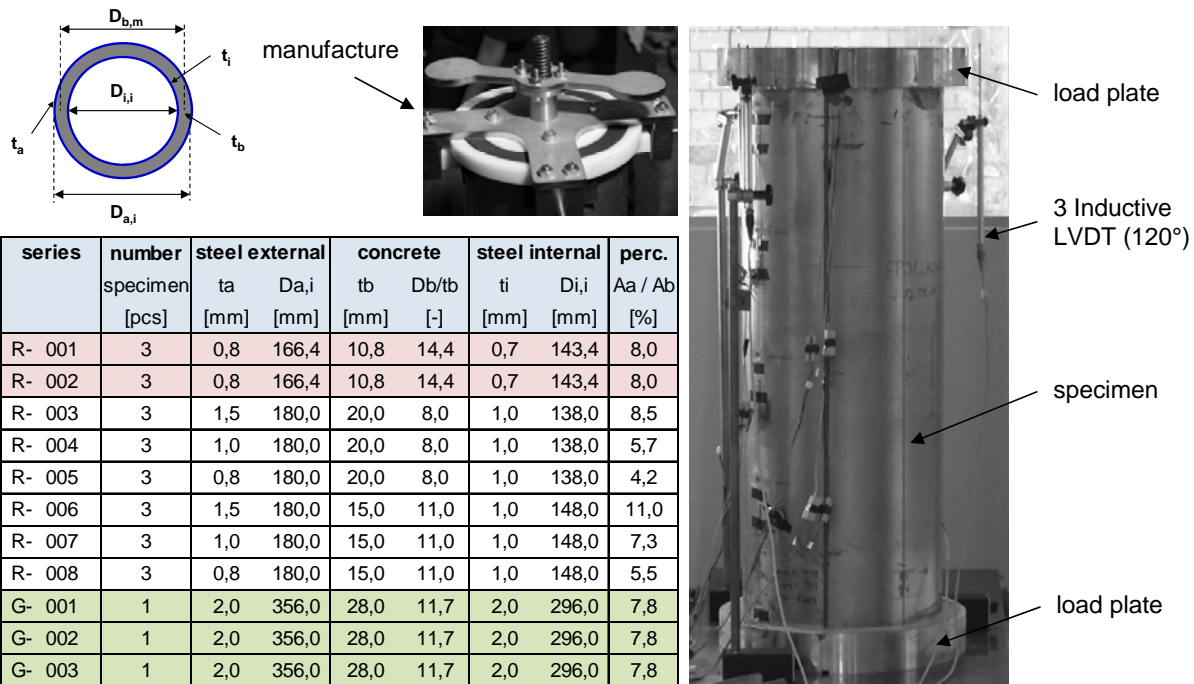 D_b,m
t_i
D_i,i
t_a
t_b
D_a,i
manufacture
load plate
3 Inductive
LVDT (120°)
specimen
load plate
series number steel external concrete steel internal perc.
specimen ta Da,i tb Db/tb ti Di,i Aa / Ab
[pcs] [mm] [mm] [mm] [-] [mm] [mm] [%]
R- 001 3 0,8 166,4 10,8 14,4 0,7 143,4 8,0
R- 002 3 0,8 166,4 10,8 14,4 0,7 143,4 8,0
R- 003 3 1,5 180,0 20,0 8,0 1,0 138,0 8,5
R- 004 3 1,0 180,0 20,0 8,0 1,0 138,0 5,7
R- 005 3 0,8 180,0 20,0 8,0 1,0 138,0 4,2
R- 006 3 1,5 180,0 15,0 11,0 1,0 148,0 11,0
R- 007 3 1,0 180,0 15,0 11,0 1,0 148,0 7,3
R- 008 3 0,8 180,0 15,0 11,0 1,0 148,0 5,5
G- 001 1 2,0 356,0 28,0 11,7 2,0 296,0 7,8
G- 002 1 2,0 356,0 28,0 11,7 2,0 296,0 7,8
G- 003 1 2,0 356,0 28,0 11,7 2,0 296,0 7,8